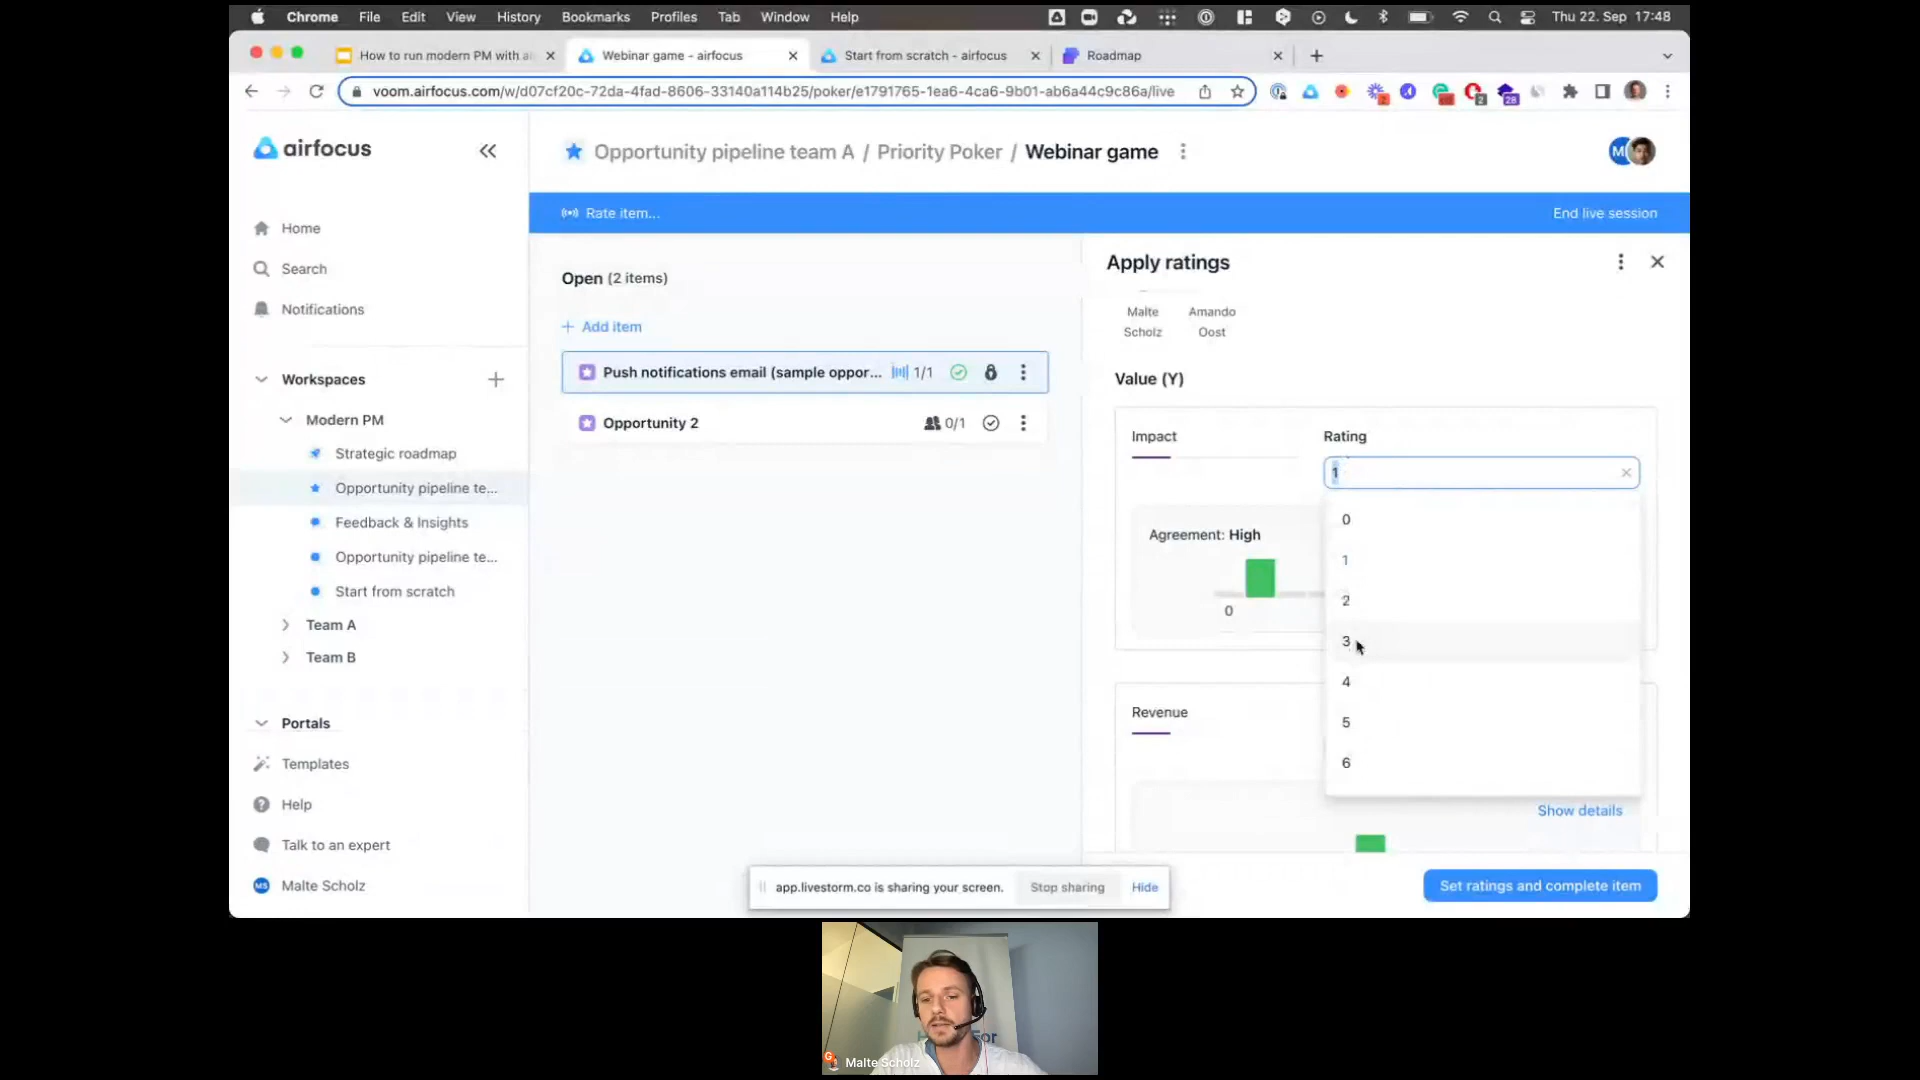 Chrome File Edit View History Bookmarks Profiles Tab Window Help Thu 22. Sep 17:48
How to run modern PM with ai
Webinar game - airfocus
Start from scratch - airfocus
Roadmap
voom.airfocus.com/w/d07cf20c-72da-4fad-8606-33140a114b25/poker/e1791765-1ea6-4ca6-9b01-ab6a44c9c86a/live
airfocus
Opportunity pipeline team A / Priority Poker / Webinar game
Rate item...
End live session
Home
Search
Notifications
Workspaces
Modern PM
Strategic roadmap
Opportunity pipeline te...
Feedback & Insights
Opportunity pipeline te...
Start from scratch
Team A
Team B
Portals
Templates
Help
Talk to an expert
MS Malte Scholz
Open (2 items)
+ Add item
Push notifications email (sample oppor... 1/1
Opportunity 2 0/1
Apply ratings
Malte
Scholz
Amando
Oost
Value (Y)
Impact
Rating
1
Agreement: High
0
0
1
2
3
4
5
6
Revenue
Show details
Set ratings and complete item
app.livestorm.co is sharing your screen. Stop sharing Hide
Malte Scholz